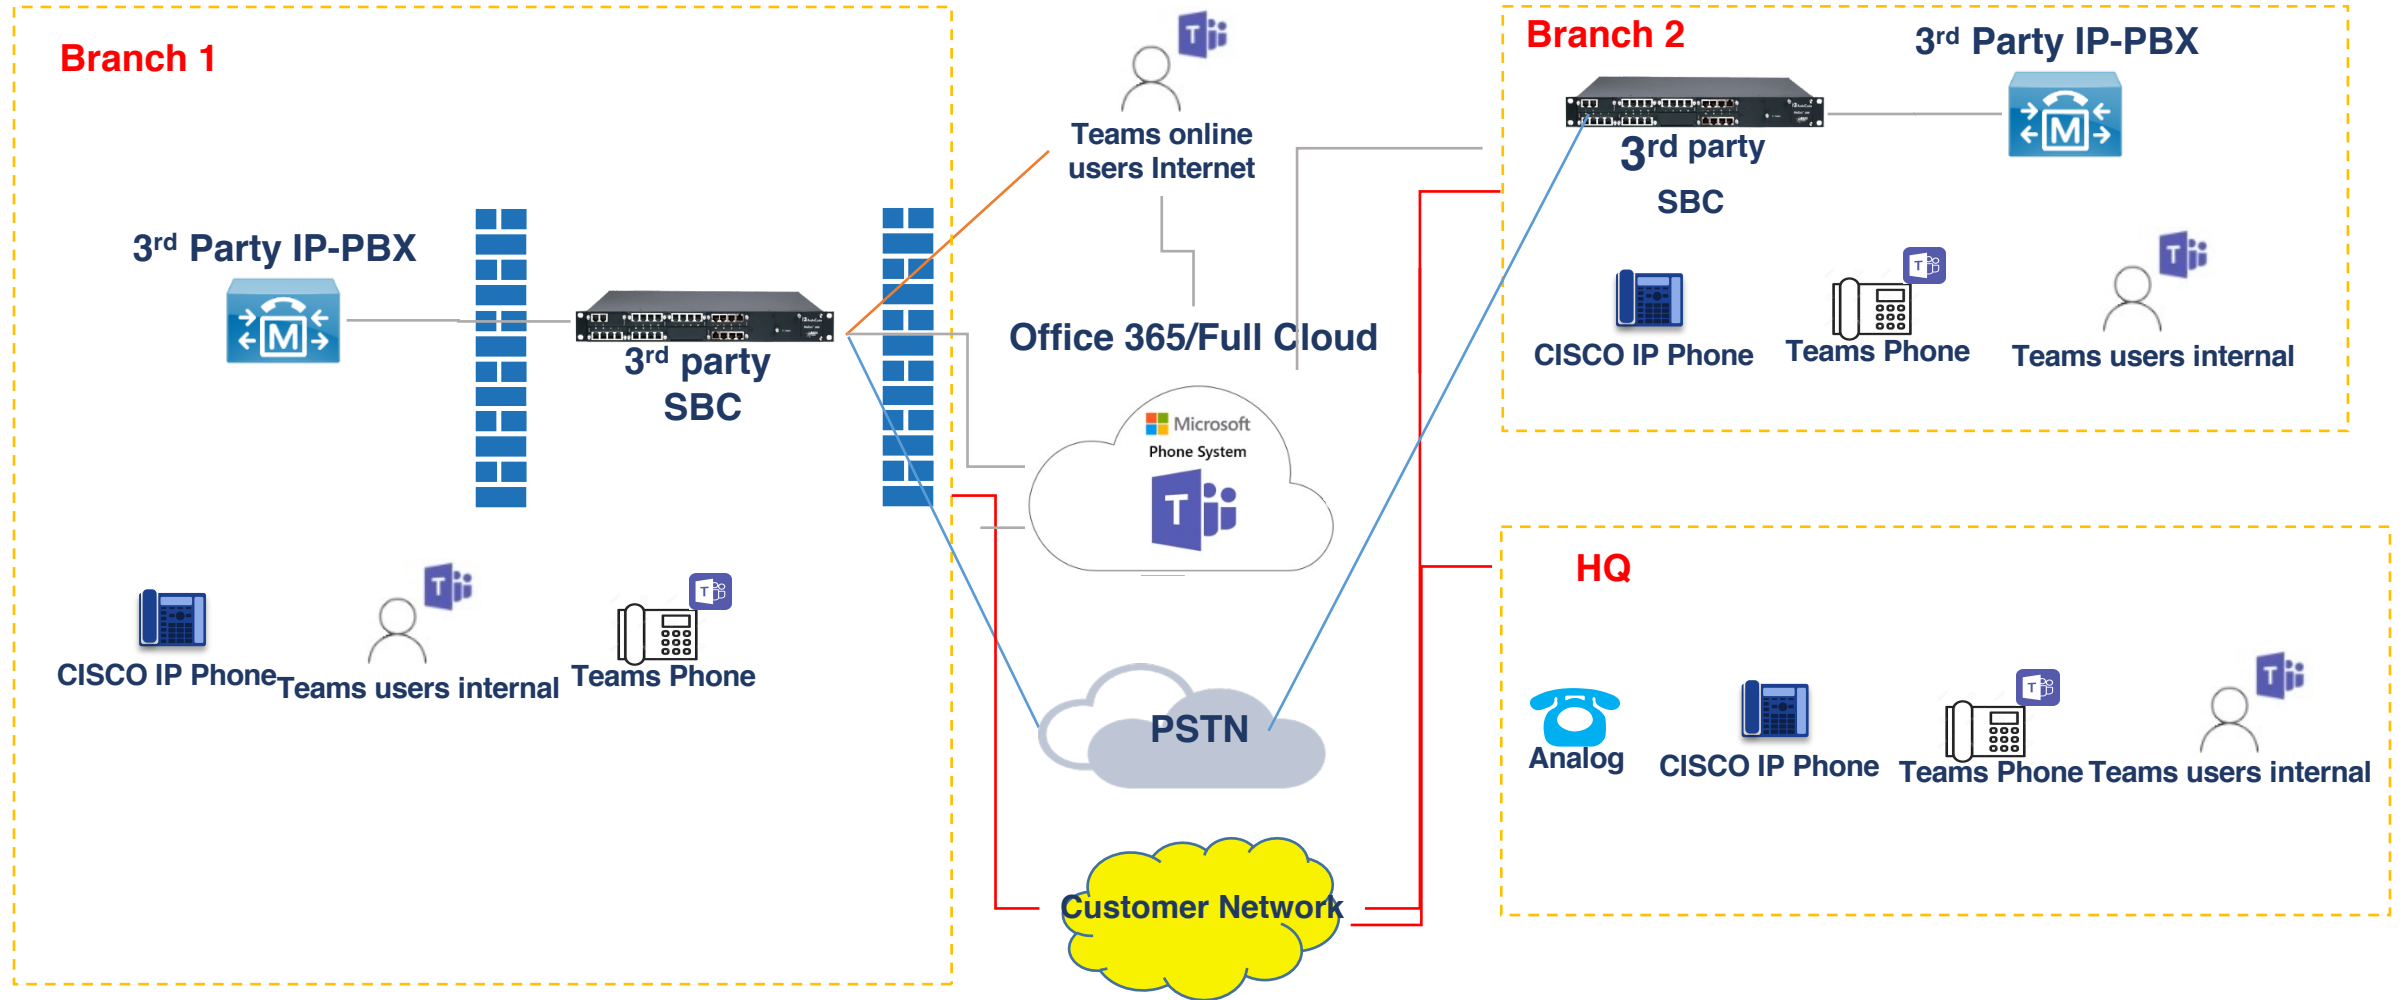 Branch 1
3rd Party IP-PBX
3rd party
SBC
CISCO IP Phone
Teams users internal
Teams Phone
Teams online
users Internet
Office 365/Full Cloud
Microsoft
Phone System
PSTN
Customer Network
Branch 2
3rd Party IP-PBX
3rd party
SBC
CISCO IP Phone
Teams Phone
Teams users internal
HQ
Analog
CISCO IP Phone
Teams Phone
Teams users internal